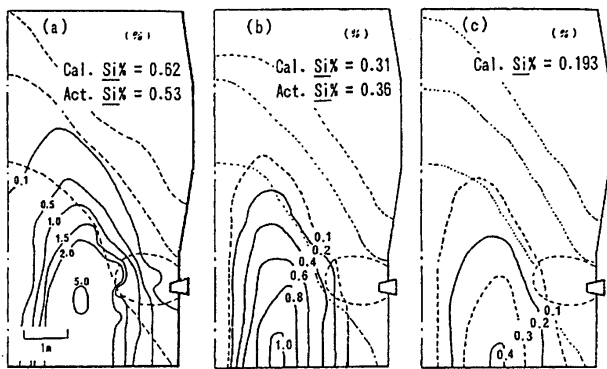 (a)
(%)
Cal. Si% = 0.62
Act. Si% = 0.53
0.1
0.5
1.0
1.5
2.0
5.0
1m
(b)
(%)
Cal. Si% = 0.31
Act. Si% = 0.36
0.1
0.2
0.4
0.6
0.8
1.0
(c)
(%)
Cal. Si% = 0.193
0.1
0.2
0.3
0.4